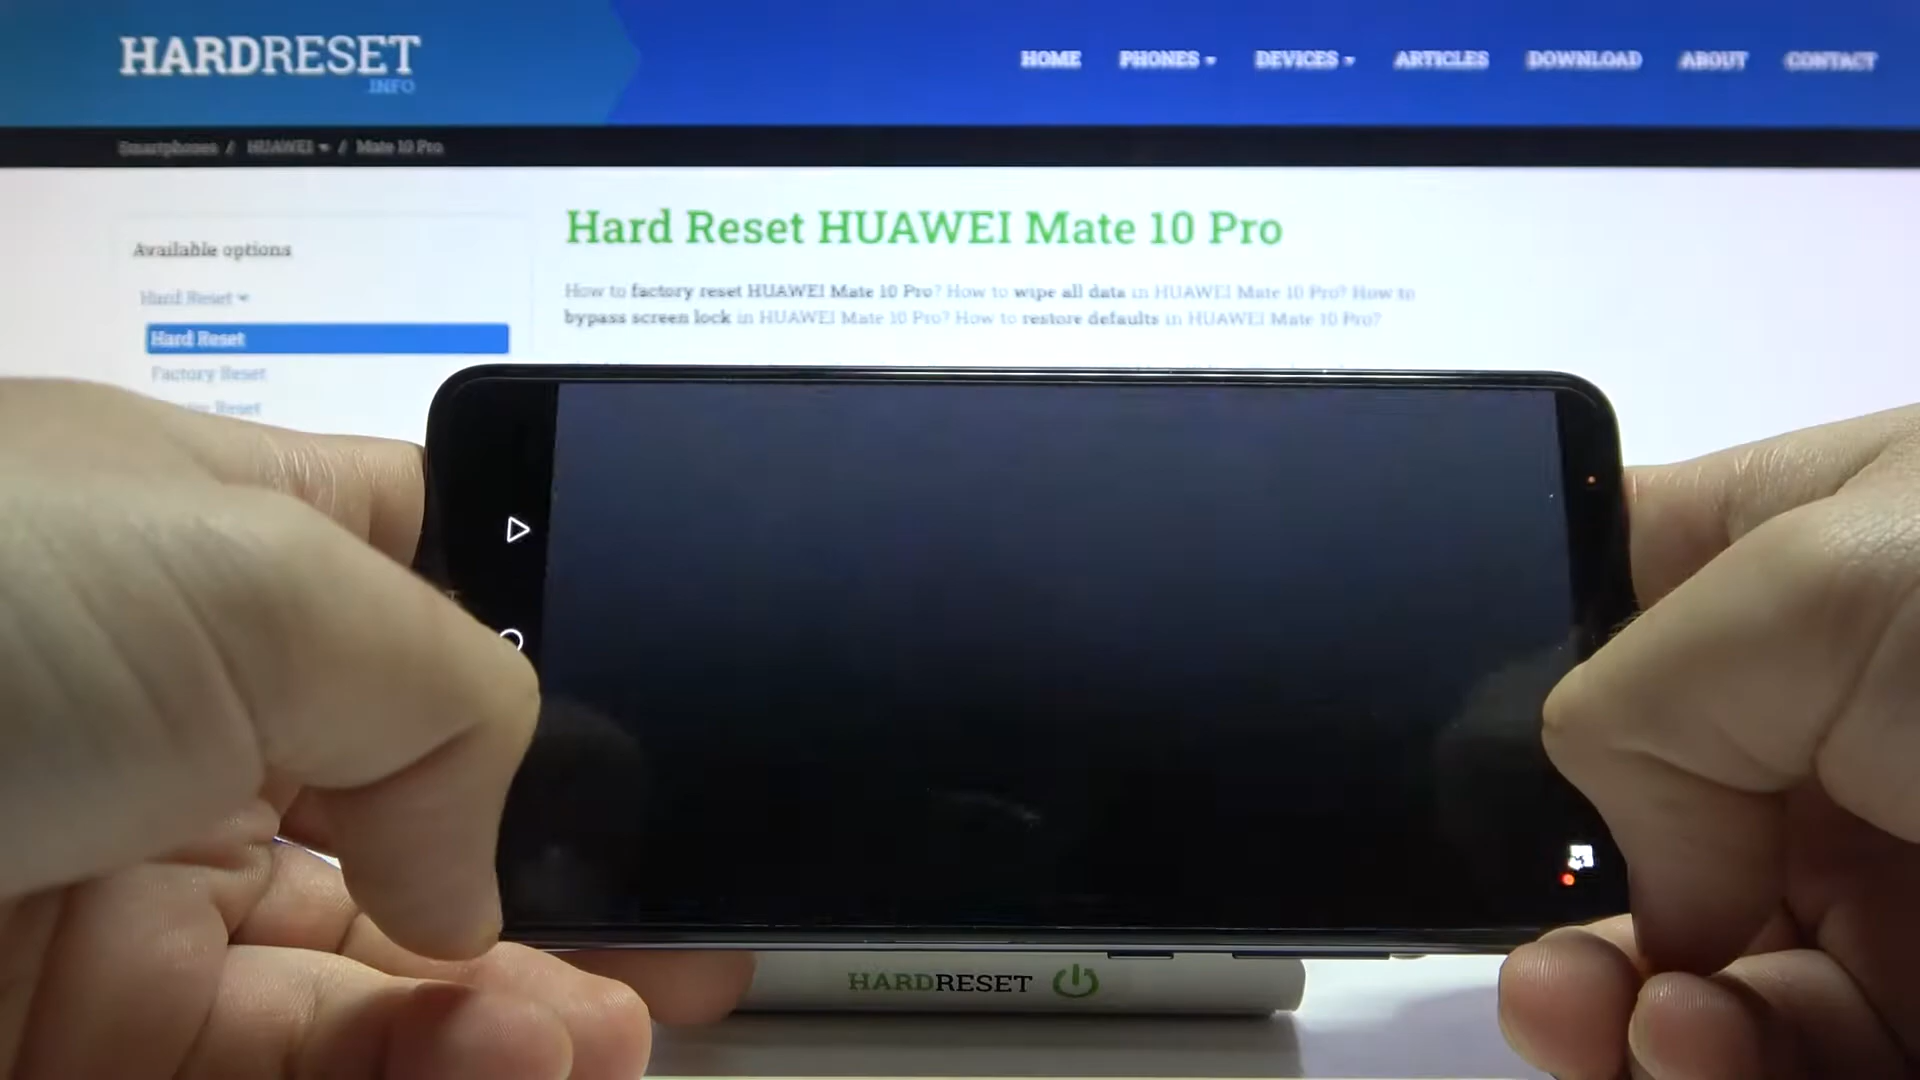 HARDRESET
.INFO
HOME PHONES DEVICES ARTICLES DOWNLOAD ABOUT CONTACT
Smartphones / HUAWEI / Mate 10 Pro
Available options
Hard Reset
Hard Reset
Factory Reset
Reset
Hard Reset HUAWEI Mate 10 Pro
How to factory reset HUAWEI Mate 10 Pro? How to wipe all data in HUAWEI Mate 10 Pro? How to
bypass screen lock in HUAWEI Mate 10 Pro? How to restore defaults in HUAWEI Mate 10 Pro?
HARDRESET